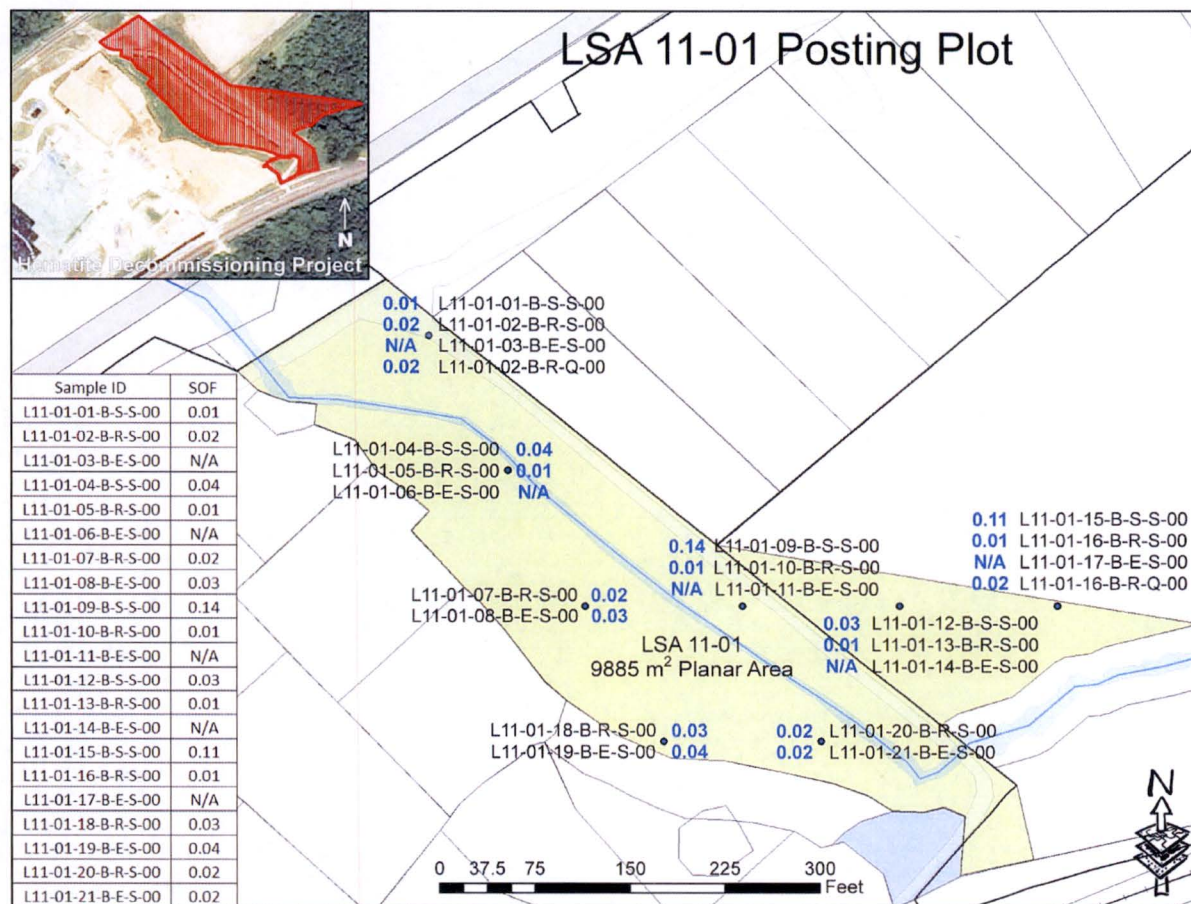 LSA 11-01 Posting Plot
N
Hematite Decommissioning Project
0.01 L11-01-01-B-S-S-00
0.02 L11-01-02-B-R-S-00
N/A L11-01-03-B-E-S-00
0.02 L11-01-02-B-R-Q-00
Sample ID SOF
L11-01-01-B-S-S-00 0.01
L11-01-02-B-R-S-00 0.02
L11-01-03-B-E-S-00 N/A
L11-01-04-B-S-S-00 0.04
L11-01-05-B-R-S-00 0.01
L11-01-06-B-E-S-00 N/A
L11-01-07-B-R-S-00 0.02
L11-01-08-B-E-S-00 0.03
L11-01-09-B-S-S-00 0.14
L11-01-10-B-R-S-00 0.01
L11-01-11-B-E-S-00 N/A
L11-01-12-B-S-S-00 0.03
L11-01-13-B-R-S-00 0.01
L11-01-14-B-E-S-00 N/A
L11-01-15-B-S-S-00 0.11
L11-01-16-B-R-S-00 0.01
L11-01-17-B-E-S-00 N/A
L11-01-18-B-R-S-00 0.03
L11-01-19-B-E-S-00 0.04
L11-01-20-B-R-S-00 0.02
L11-01-21-B-E-S-00 0.02
L11-01-04-B-S-S-00 0.04
L11-01-05-B-R-S-00 0.01
L11-01-06-B-E-S-00 N/A
0.11 L11-01-15-B-S-S-00
0.01 L11-01-16-B-R-S-00
N/A L11-01-17-B-E-S-00
0.02 L11-01-16-B-R-Q-00
0.14 L11-01-09-B-S-S-00
0.01 L11-01-10-B-R-S-00
N/A L11-01-11-B-E-S-00
L11-01-07-B-R-S-00 0.02
L11-01-08-B-E-S-00 0.03
0.03 L11-01-12-B-S-S-00
0.01 L11-01-13-B-R-S-00
N/A L11-01-14-B-E-S-00
LSA 11-01
9885 m² Planar Area
L11-01-18-B-R-S-00 0.03
L11-01-19-B-E-S-00 0.04
0.02 L11-01-20-B-R-S-00
0.02 L11-01-21-B-E-S-00
N
0 37.5 75 150 225 300
Feet